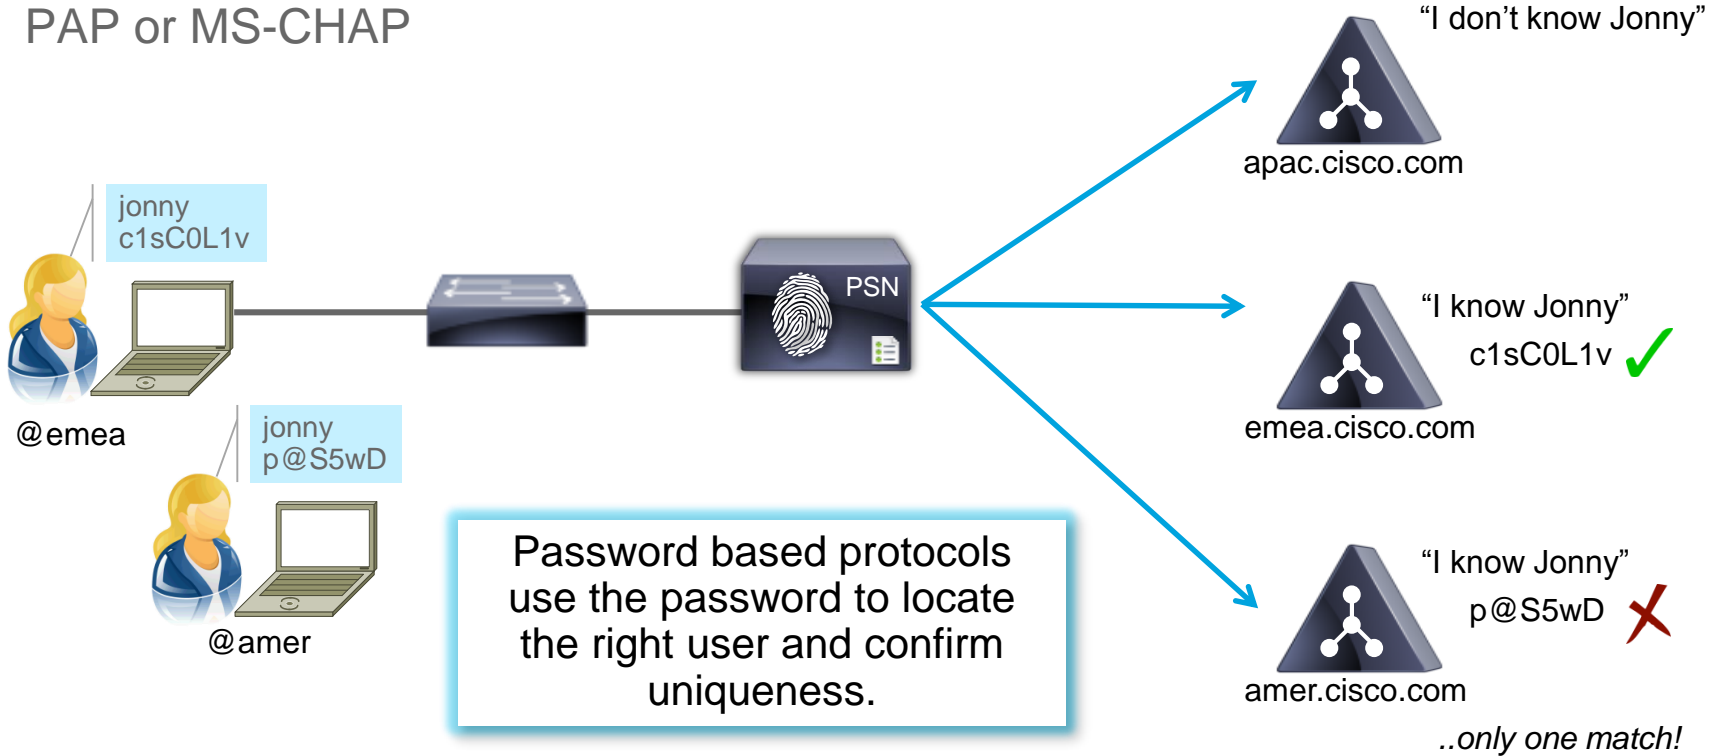 PAP or MS-CHAP
“I don’t know Jonny”
apac.cisco.com
jonny
c1sC0L1v
@emea
jonny
p@S5wD
@amer
PSN
“I know Jonny”
c1sC0L1v
emea.cisco.com
“I know Jonny”
p@S5wD
amer.cisco.com
..only one match!
Password based protocols
use the password to locate
the right user and confirm
uniqueness.